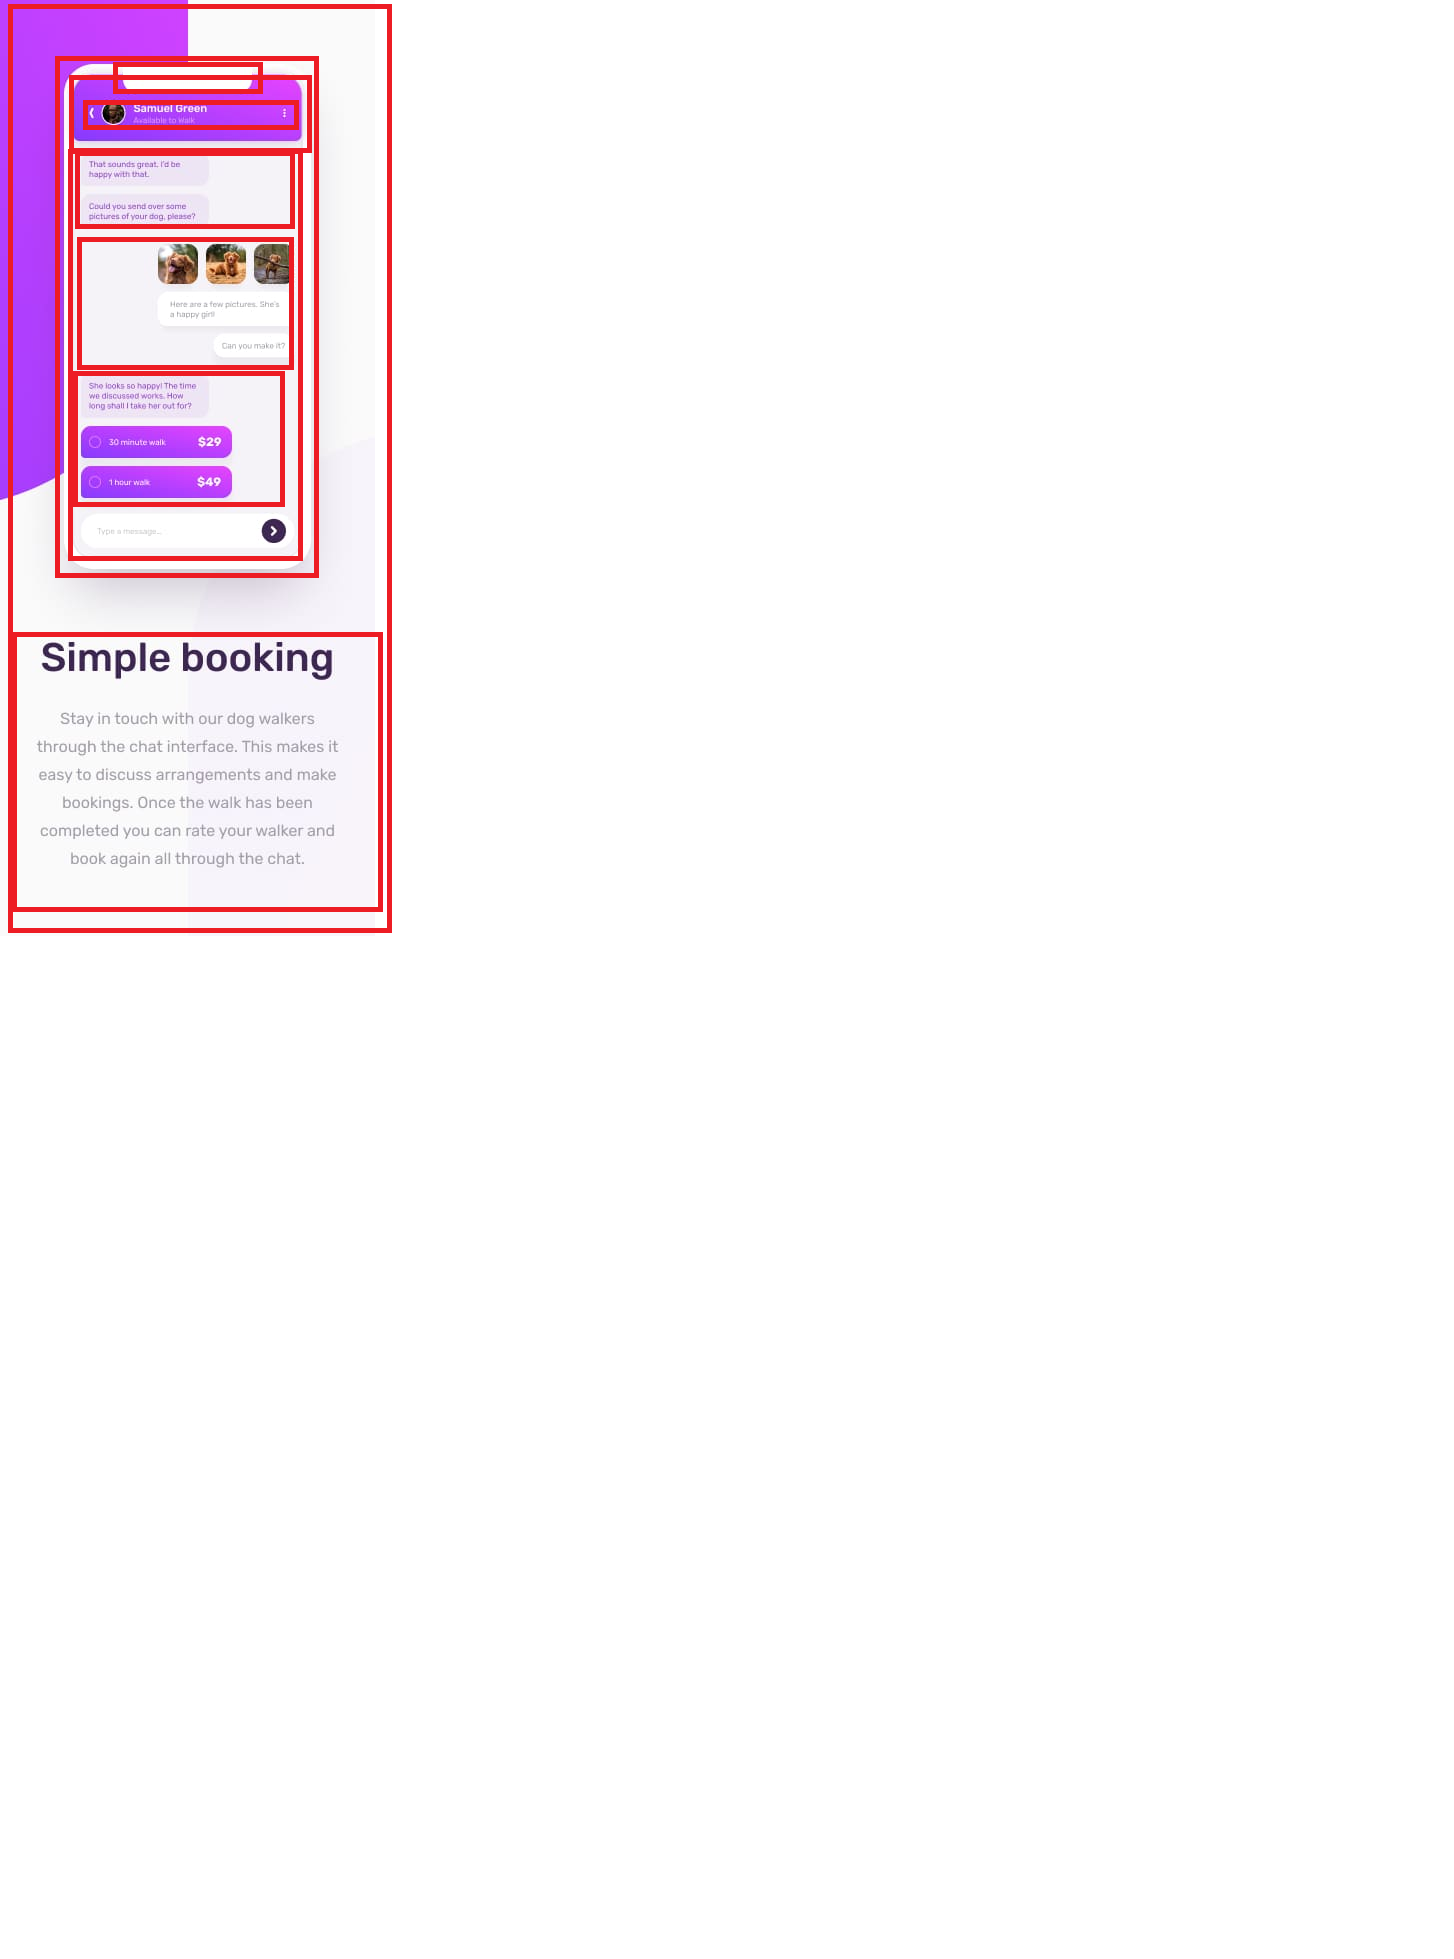 Samuel Green
Available to Walk
That sounds great. I'd be
happy with that.
Could you send over some
pictures of your dog, please?
Here are a few pictures. She's
a happy girl!
Can you make it?
She looks so happy! The time
we discussed works. How
long shall I take her out for?
30 minute walk $29
1 hour walk $49
Type a message…
Simple booking
Stay in touch with our dog walkers
through the chat interface. This makes it
easy to discuss arrangements and make
bookings. Once the walk has been
completed you can rate your walker and
book again all through the chat.